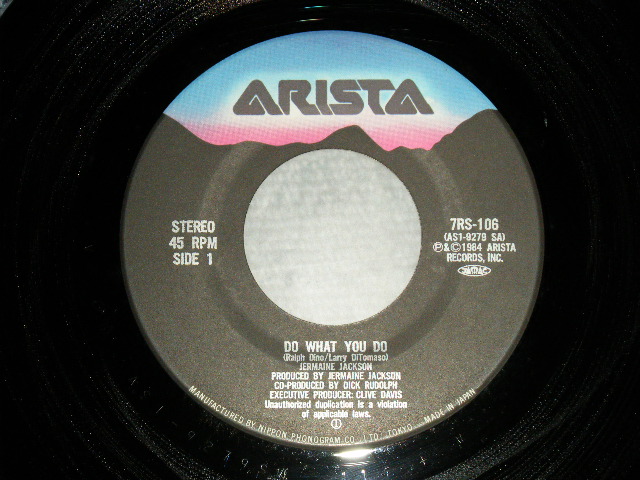 ARISTA
STEREO
45 RPM
SIDE 1
7RS-106
(AS1-9279 SA)
Ⓟ&©1984 ARISTA
RECORDS, INC.
DO WHAT YOU DO
(Ralph Dino/Larry DiTomaso)
JERMAINE JACKSON
PRODUCED BY JERMAINE JACKSON
CO-PRODUCED BY DICK RUDOLPH
EXECUTIVE PRODUCER: CLIVE DAVIS
Unauthorized duplication is a violation
of applicable laws.
①
MANUFACTURED BY NIPPON PHONOGRAM CO., LTD., TOKYO - MADE IN JAPAN